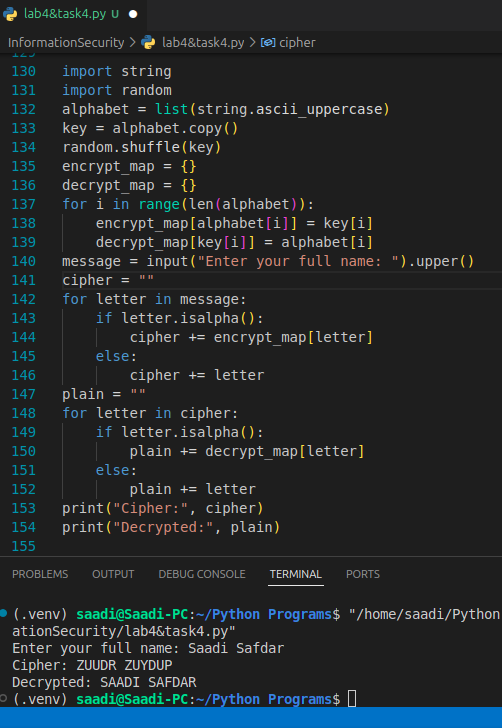 lab4&task4.py U
InformationSecurity > lab4&task4.py > cipher
129
130 import string
131 import random
132 alphabet = list(string.ascii_uppercase)
133 key = alphabet.copy()
134 random.shuffle(key)
135 encrypt_map = {}
136 decrypt_map = {}
137 for i in range(len(alphabet)):
138     encrypt_map[alphabet[i]] = key[i]
139     decrypt_map[key[i]] = alphabet[i]
140 message = input("Enter your full name: ").upper()
141 cipher = ""
142 for letter in message:
143     if letter.isalpha():
144         cipher += encrypt_map[letter]
145     else:
146         cipher += letter
147 plain = ""
148 for letter in cipher:
149     if letter.isalpha():
150         plain += decrypt_map[letter]
151     else:
152         plain += letter
153 print("Cipher:", cipher)
154 print("Decrypted:", plain)
155
PROBLEMS OUTPUT DEBUG CONSOLE TERMINAL PORTS
(.venv) saadi@Saadi-PC:~/Python Programs$ "/home/saadi/Python
ationSecurity/lab4&task4.py"
Enter your full name: Saadi Safdar
Cipher: ZUUDR ZUYDUP
Decrypted: SAADI SAFDAR
(.venv) saadi@Saadi-PC:~/Python Programs$